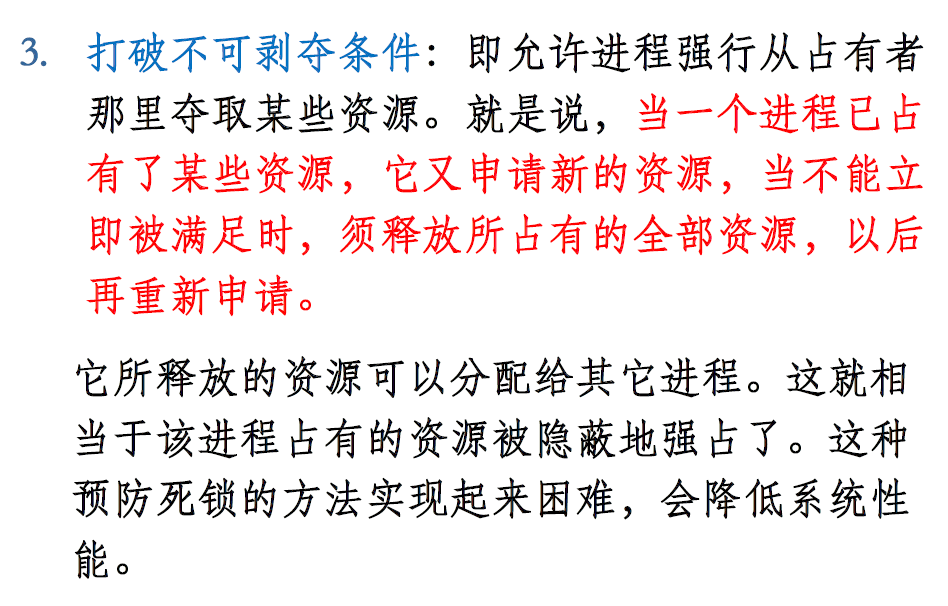 3. 打破不可剥夺条件：即允许进程强行从占有者
那里夺取某些资源。就是说，当一个进程已占
有了某些资源，它又申请新的资源，当不能立
即被满足时，须释放所占有的全部资源，以后
再重新申请。
它所释放的资源可以分配给其它进程。这就相
当于该进程占有的资源被隐蔽地强占了。这种
预防死锁的方法实现起来困难，会降低系统性
能。